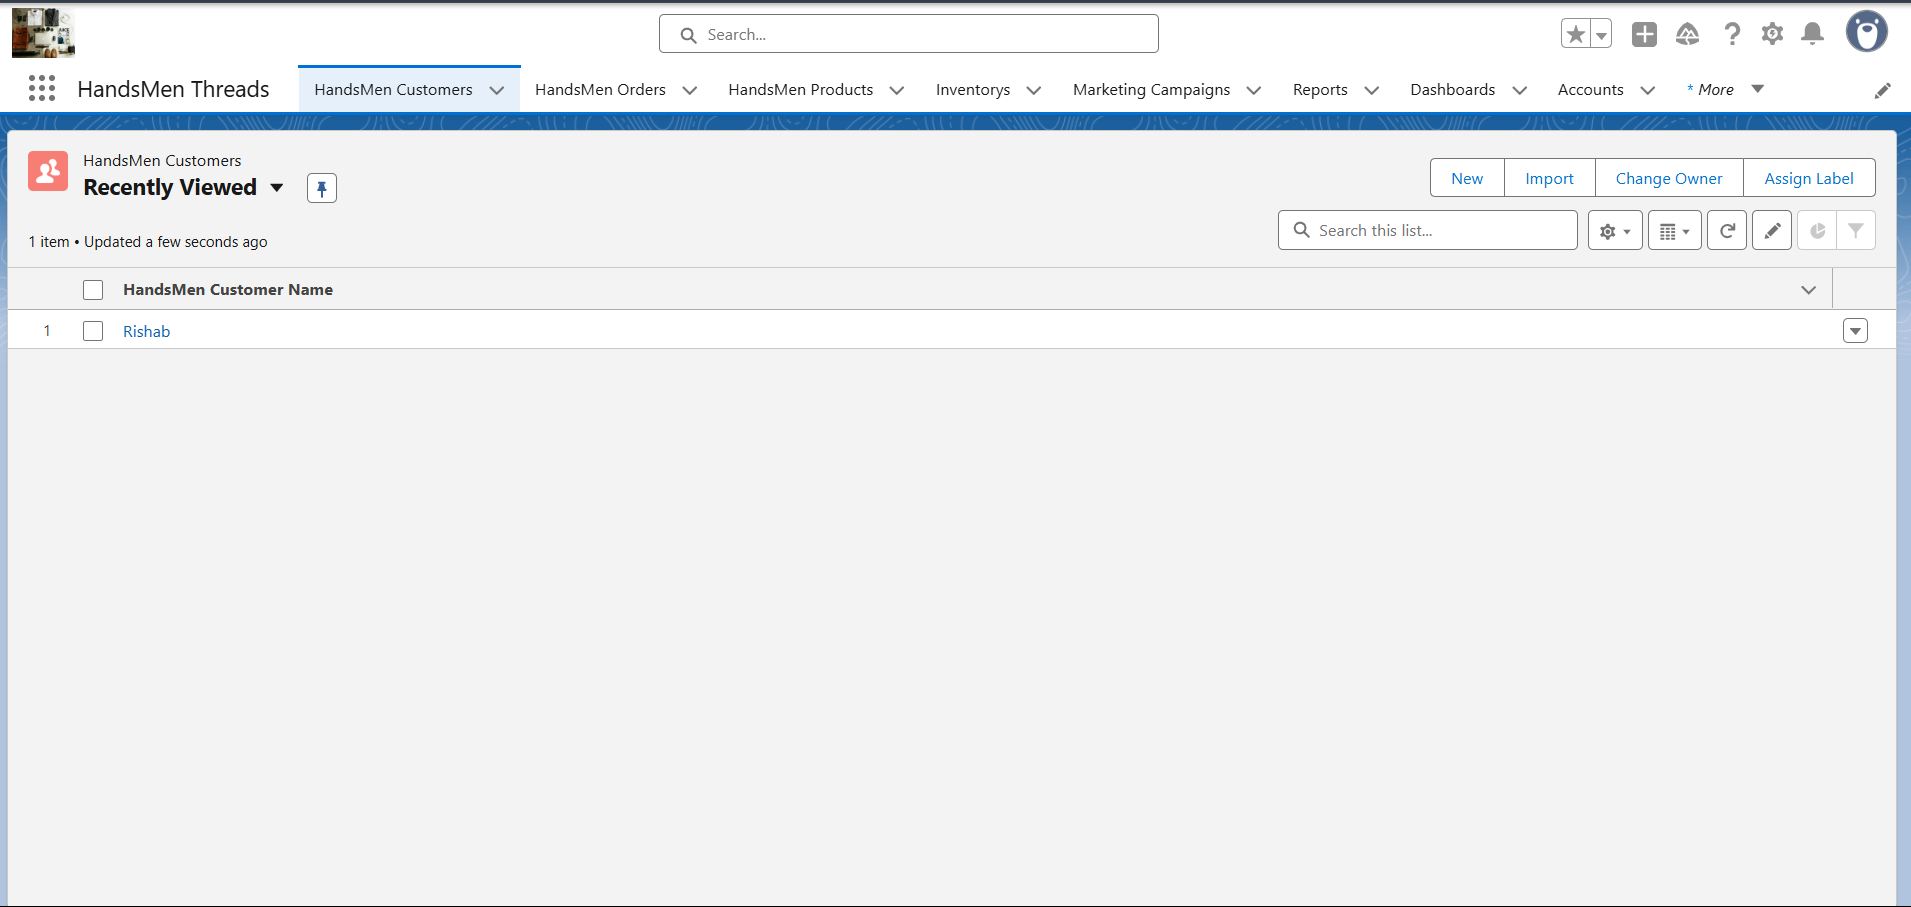 Search...
HandsMen Threads
HandsMen Customers
HandsMen Orders
HandsMen Products
Inventorys
Marketing Campaigns
Reports
Dashboards
Accounts
* More
HandsMen Customers
Recently Viewed
New
Import
Change Owner
Assign Label
1 item • Updated a few seconds ago
Search this list...
HandsMen Customer Name
1 Rishab